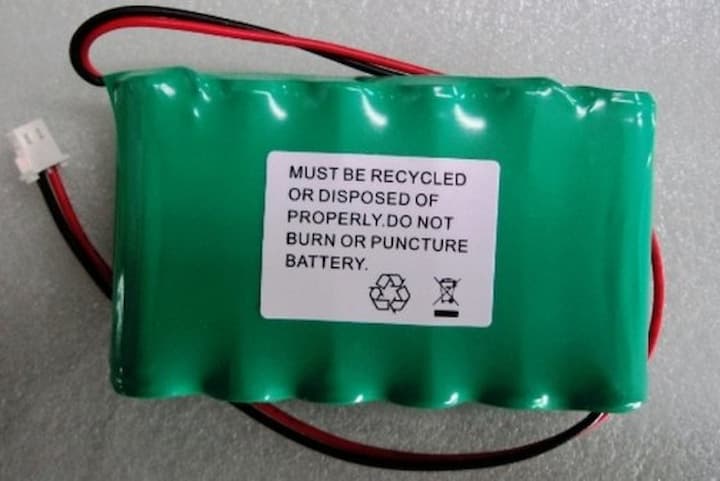 MUST BE RECYCLED
OR DISPOSED OF
PROPERLY.DO NOT
BURN OR PUNCTURE
BATTERY.